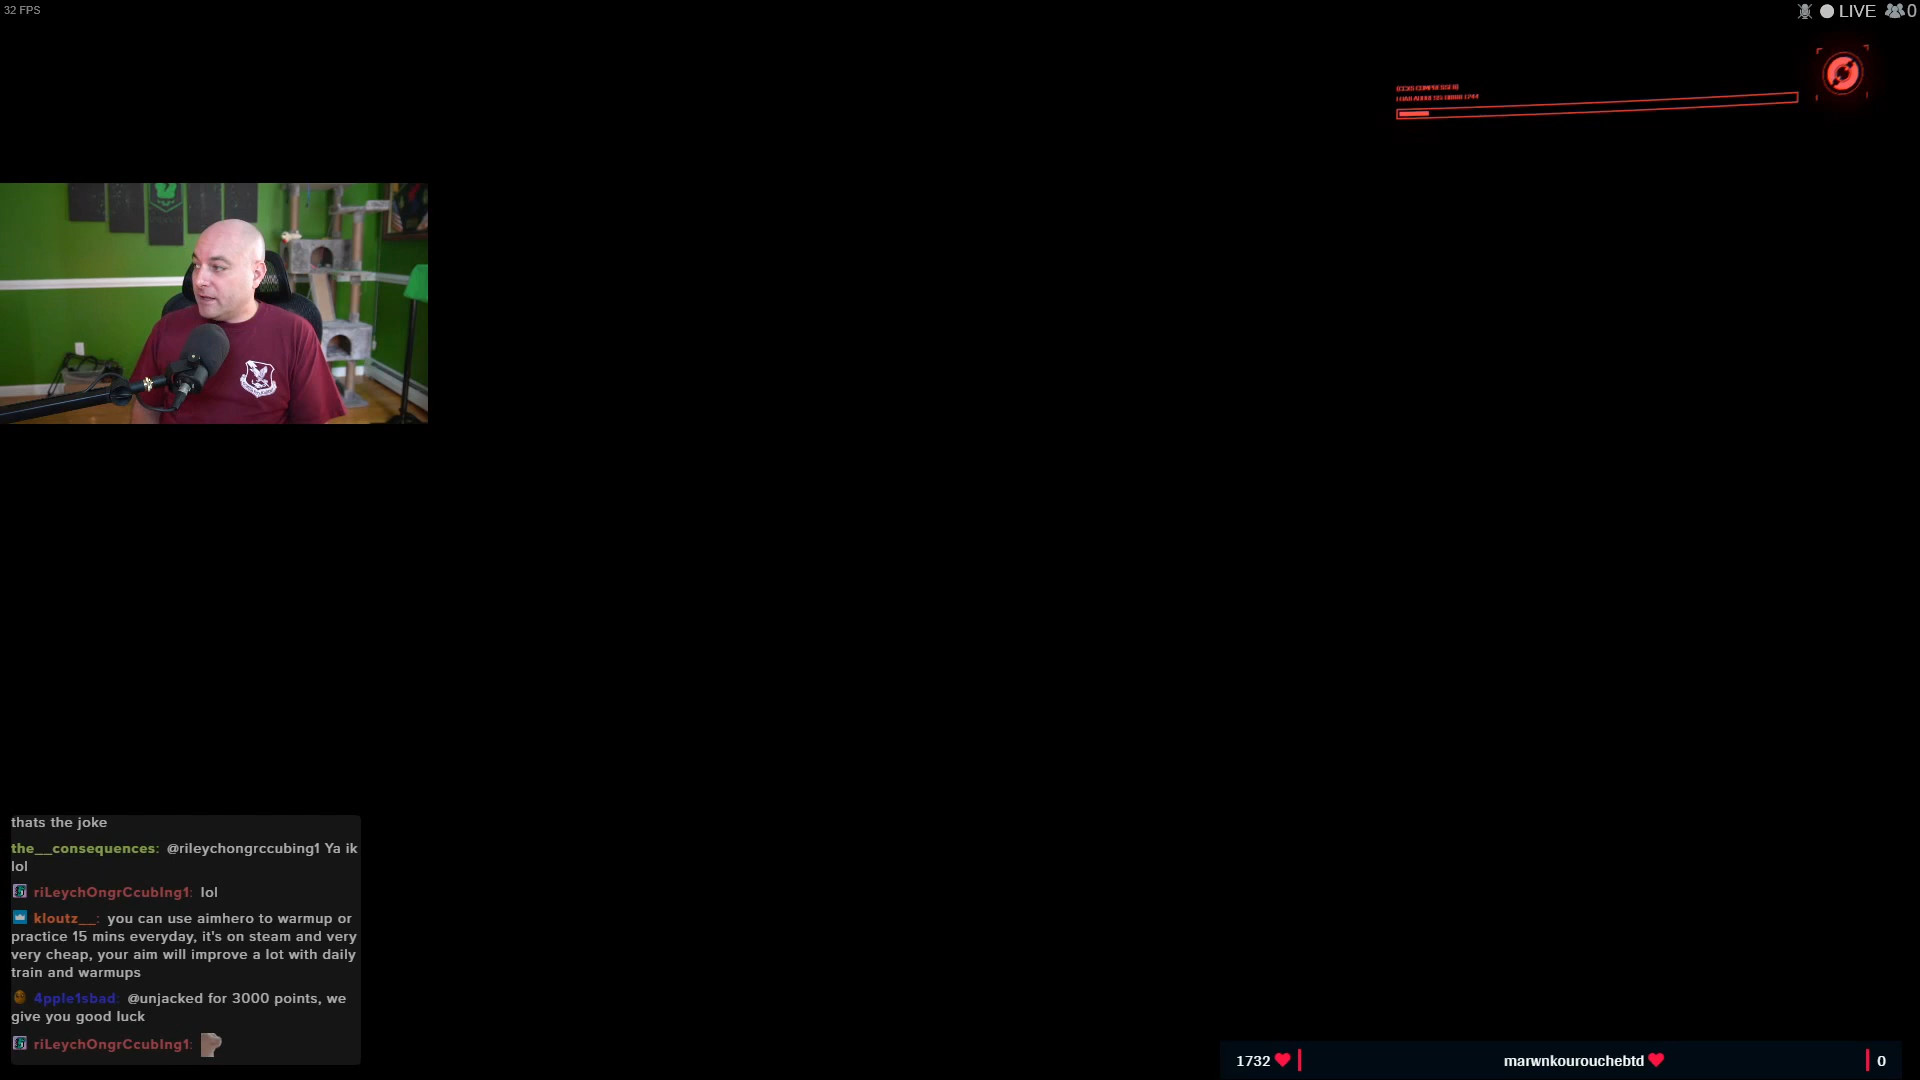 32 FPS
LIVE 0
thats the joke
the__consequences: @rileychongrccubing1 Ya ik
lol
riLeychOngrCcubIng1: lol
kloutz__: you can use aimhero to warmup or
practice 15 mins everyday, it's on steam and very
very cheap, your aim will improve a lot with daily
train and warmups
4pple1sbad: @unjacked for 3000 points, we
give you good luck
riLeychOngrCcubIng1:
1732 marwnkourouchebtd 0